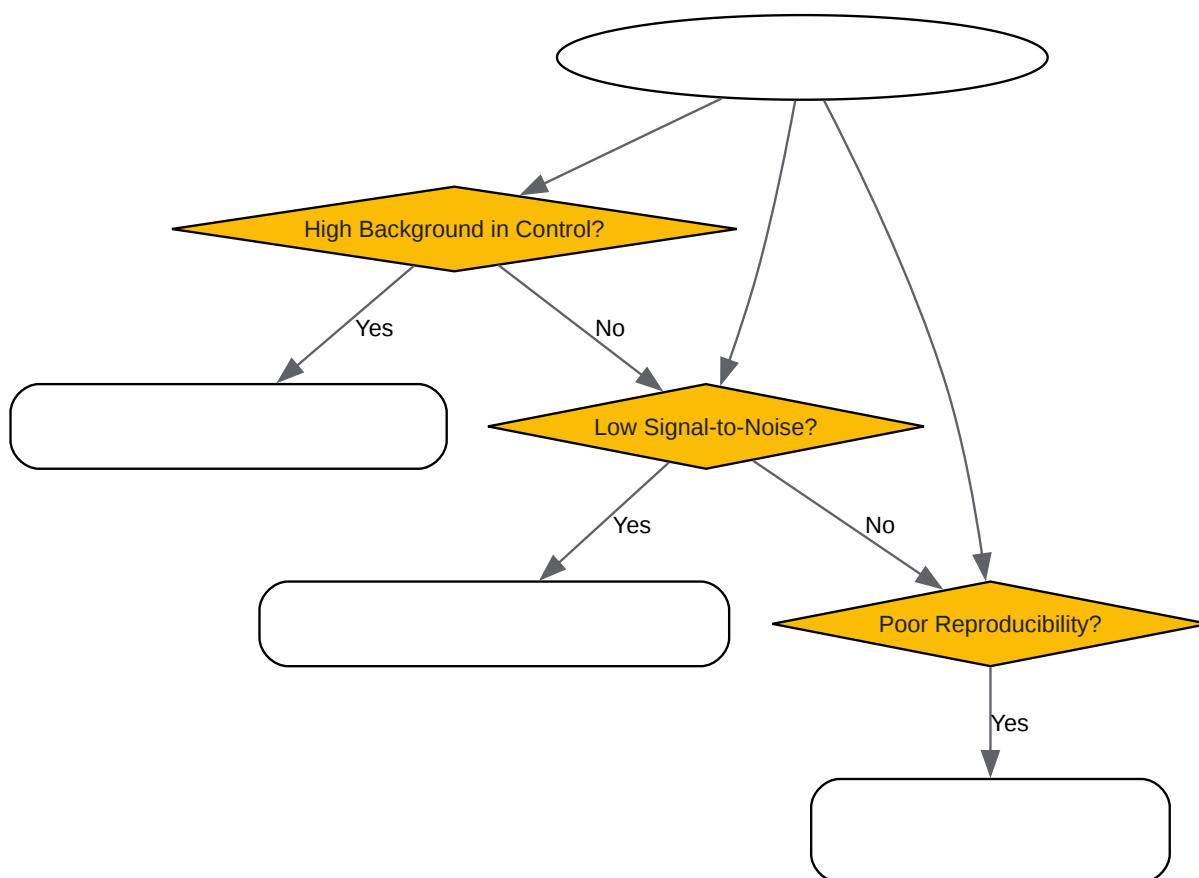 High Background in Control?
Yes
No
Low Signal-to-Noise?
Yes
No
Poor Reproducibility?
Yes